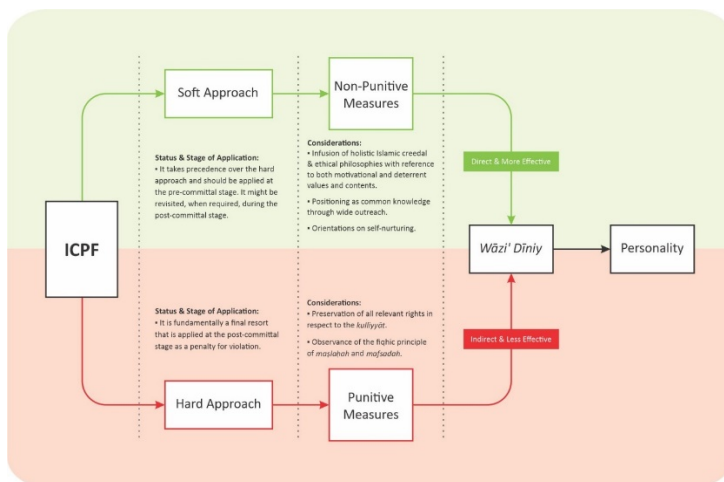 Soft Approach
Non-Punitive
Measures
Status & Stage of Application:
• It takes precedence over the hard
approach and should be applied at
the pre-committal stage. It might be
revisited, when required, during the
post-committal stage.
Considerations:
• Infusion of holistic Islamic creedal
& ethical philosophies with reference
to both motivational and deterrent
values and contents.
• Positioning as common knowledge
through wide outreach.
• Orientations on self-nurturing.
Direct & More Effective
ICPF
Wāzi' Dīniy
Personality
Status & Stage of Application:
• It is fundamentally a final resort
that is applied at the post-committal
stage as a penalty for violation.
Considerations:
• Preservation of all relevant rights in
respect to the kulliyyāt.
• Observance of the fiqhic principle
of maṣlaḥah and mafsadah.
Indirect & Less Effective
Hard Approach
Punitive
Measures